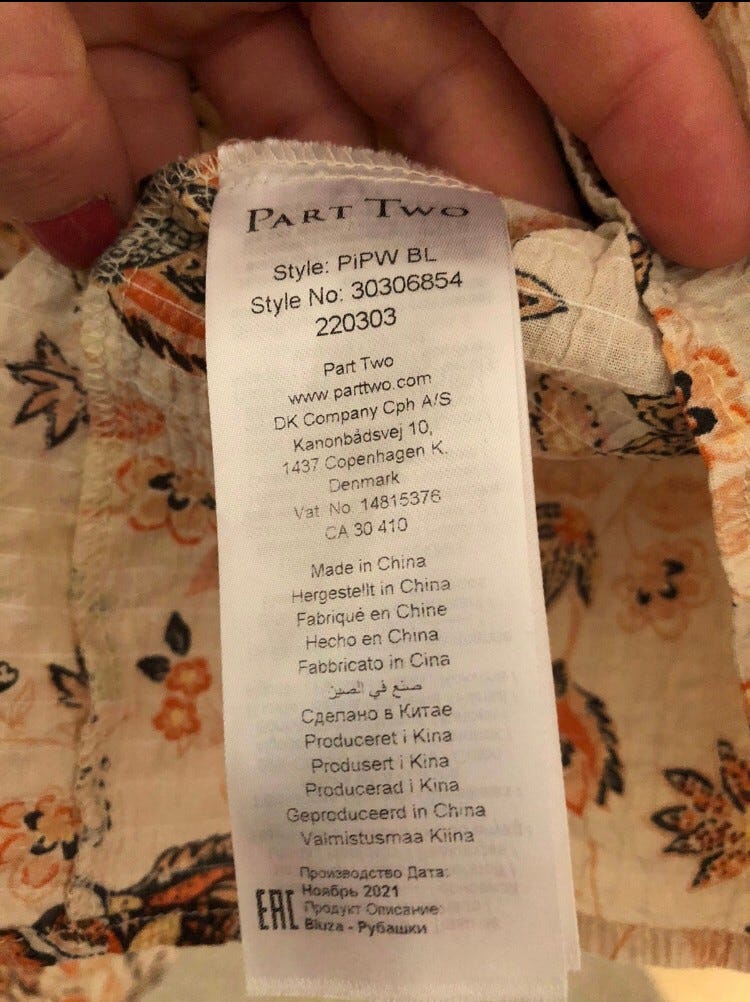 PART TWO
Style: PiPW BL
Style No: 30306854
220303
Part Two
www.parttwo.com
DK Company Cph A/S
Kanonbådsvej 10,
1437 Copenhagen K.
Denmark
Vat No 14815376
CA 30 410
Made in China
Hergestellt in China
Fabriqué en Chine
Hecho en China
Fabbricato in Cina
صنع في الصين
Сделано в Китае
Produceret i Kina
Produsert i Kina
Producerad i Kina
Geproduceerd in China
Valmistusmaa Kiina
Производство Дата:
Ноябрь 2021
EAC
Продукт Описание:
Bluza - Рубашки